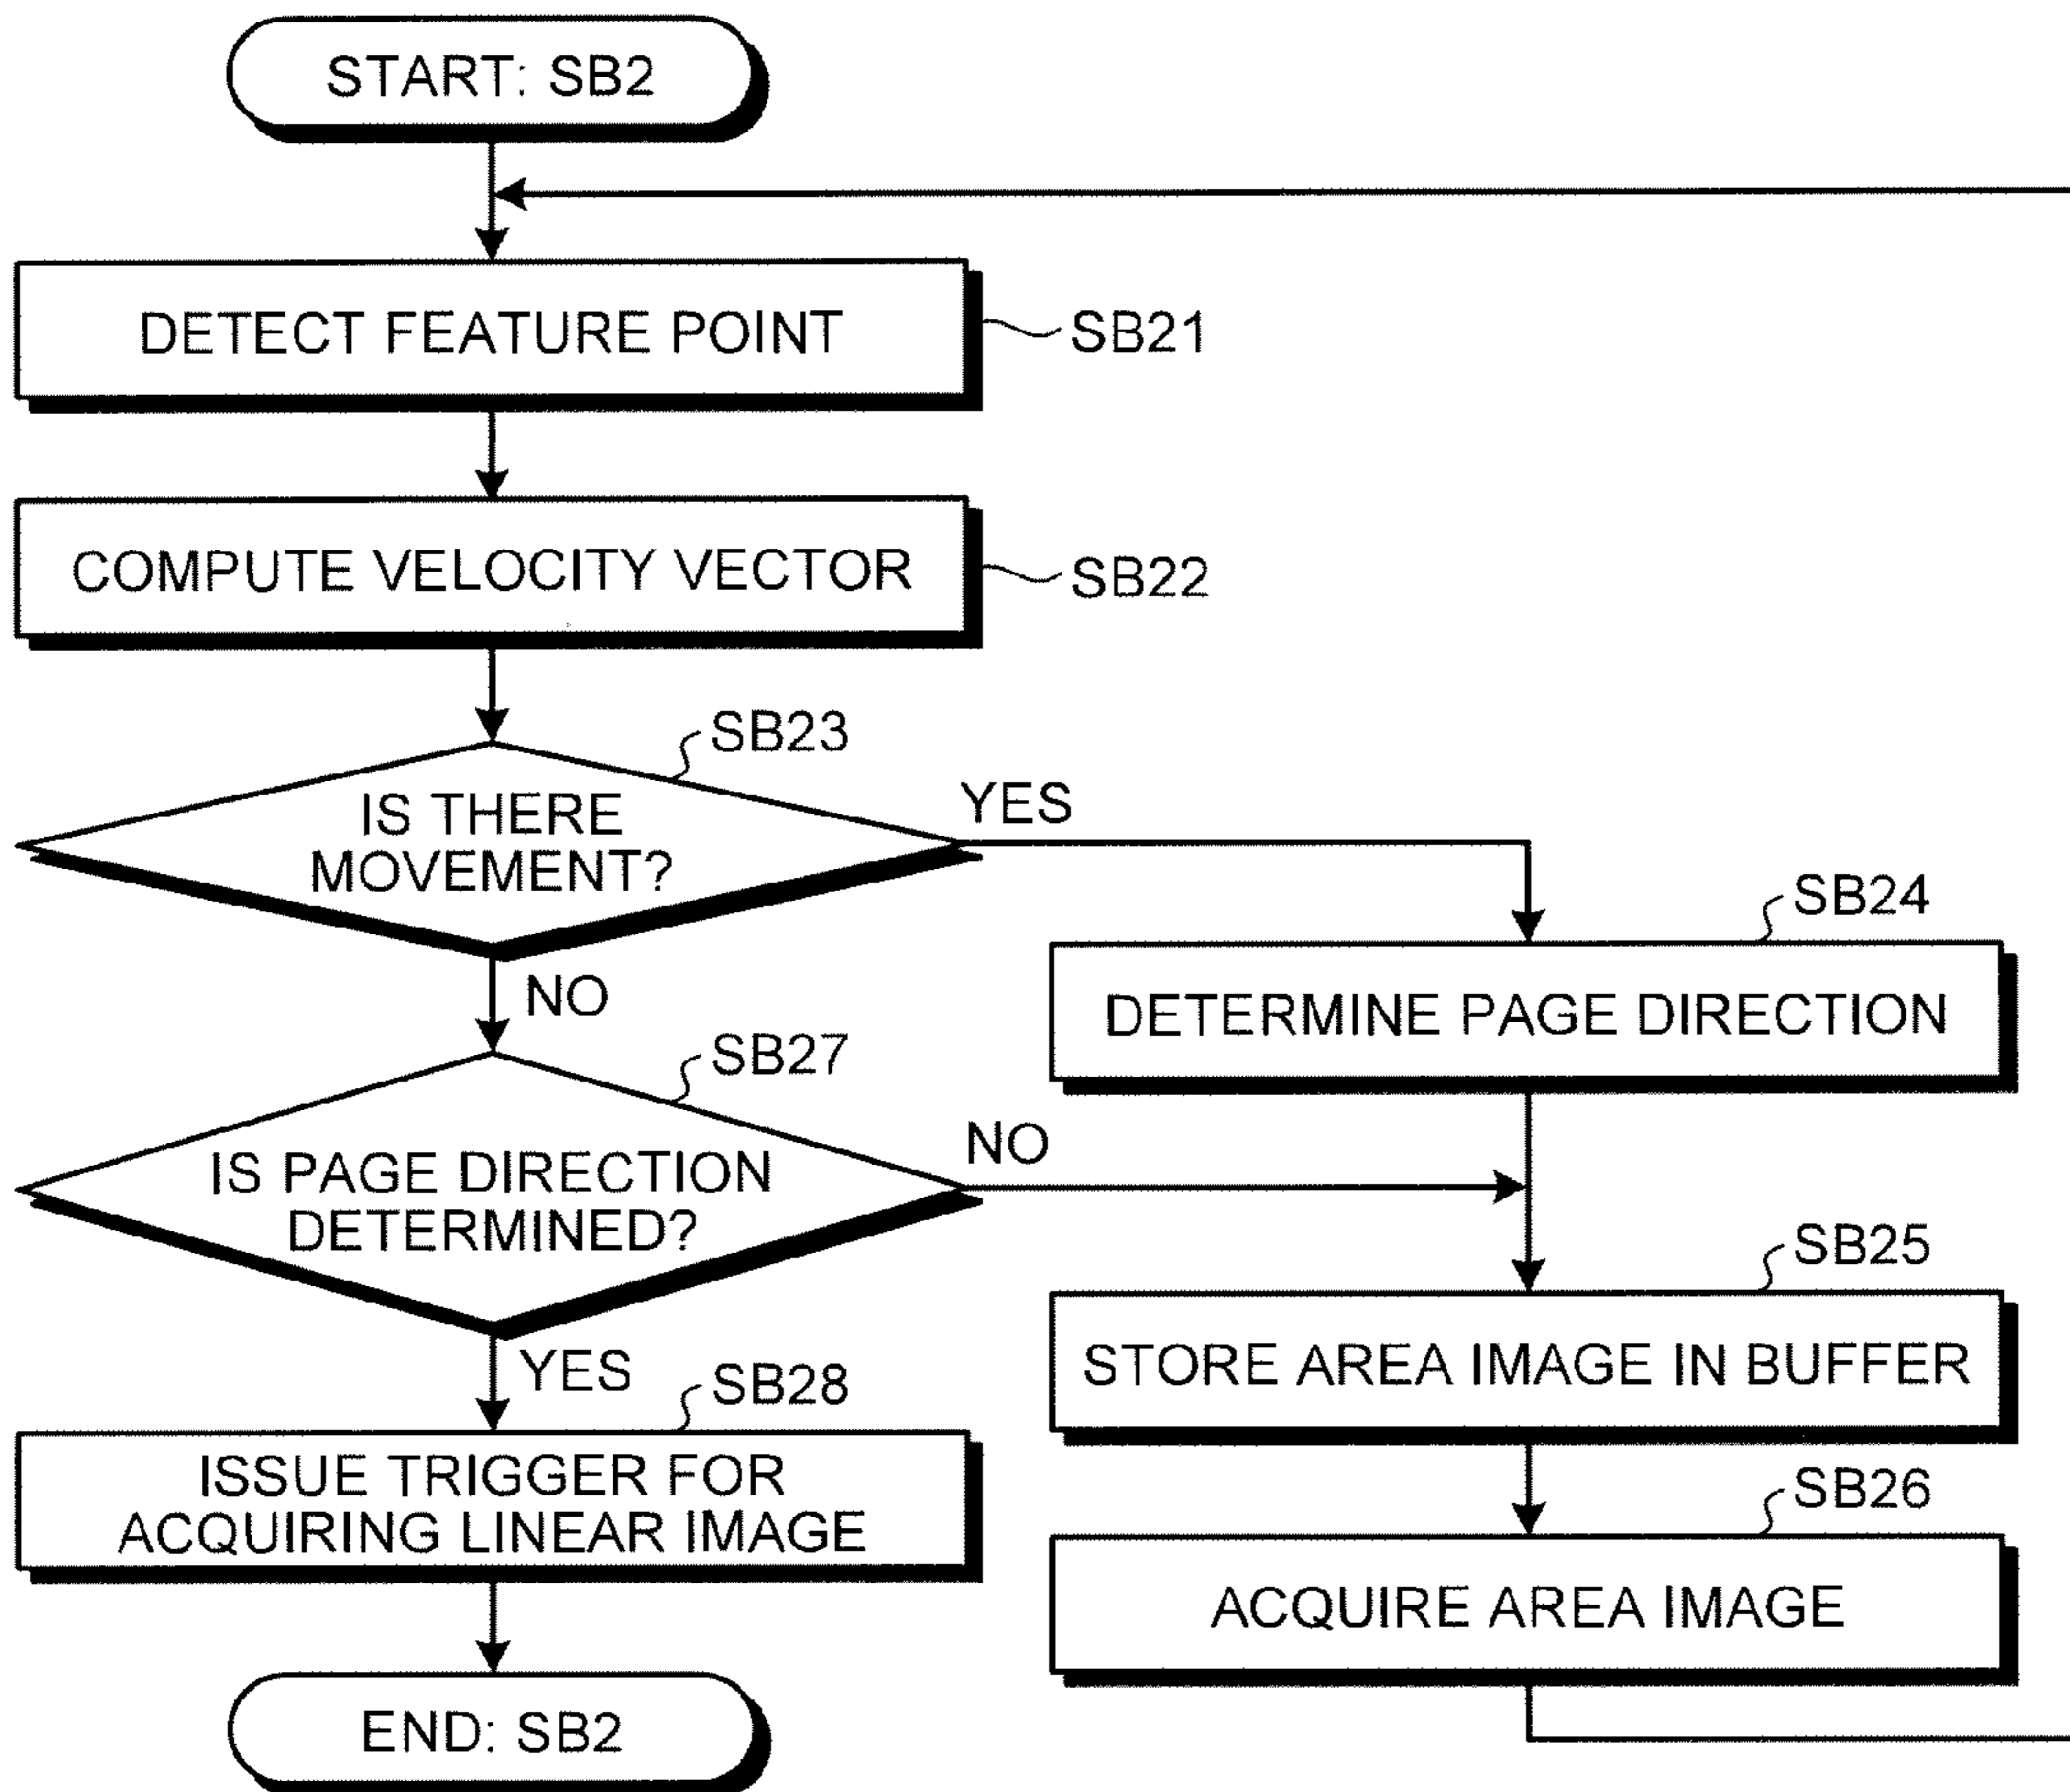 START: SB2
DETECT FEATURE POINT
SB21
COMPUTE VELOCITY VECTOR
SB22
SB23
IS THERE
MOVEMENT?
YES
NO
SB24
DETERMINE PAGE DIRECTION
SB27
IS PAGE DIRECTION
DETERMINED?
NO
YES
SB25
STORE AREA IMAGE IN BUFFER
SB28
ISSUE TRIGGER FOR
ACQUIRING LINEAR IMAGE
SB26
ACQUIRE AREA IMAGE
END: SB2